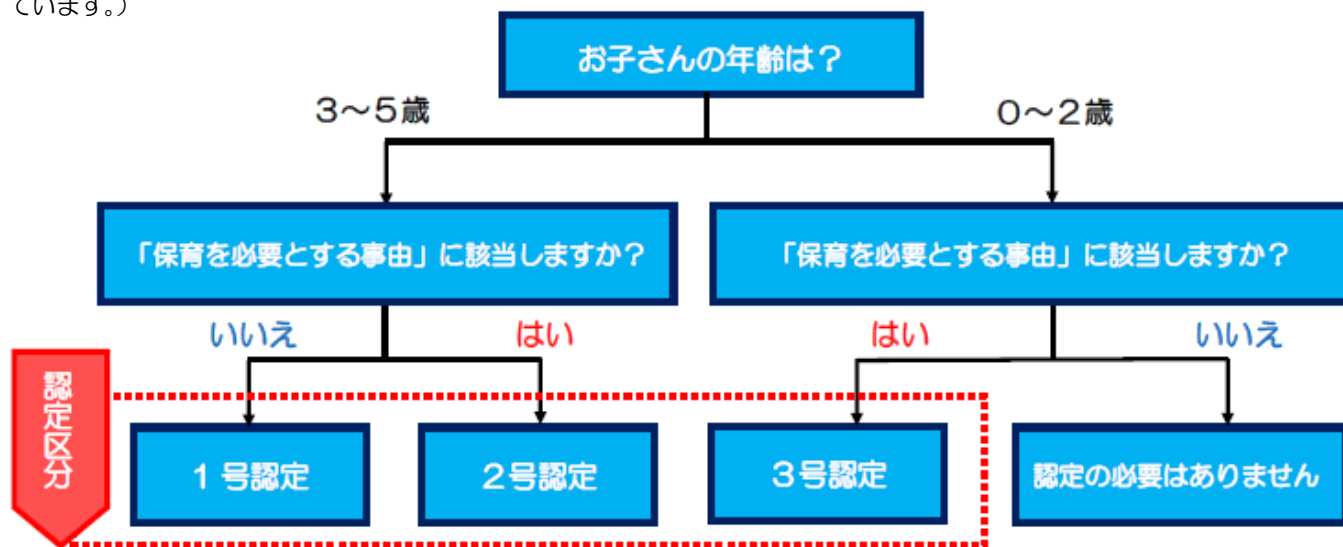 ています。)
お子さんの年齢は？
3～5歳
0～2歳
「保育を必要とする事由」に該当しますか？
「保育を必要とする事由」に該当しますか？
いいえ
はい
はい
いいえ
認定区分
1号認定
2号認定
3号認定
認定の必要はありません